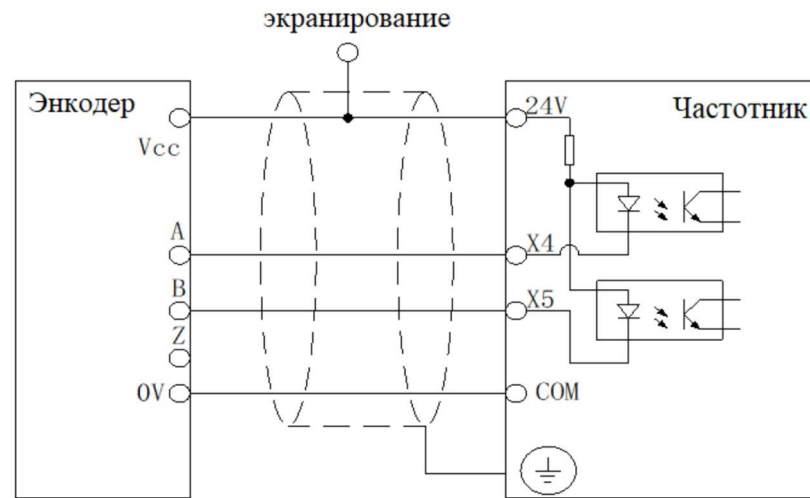 экранирование
Энкодер
24V
Частотник
Vcc
A
X4
B
X5
Z
0V
COM